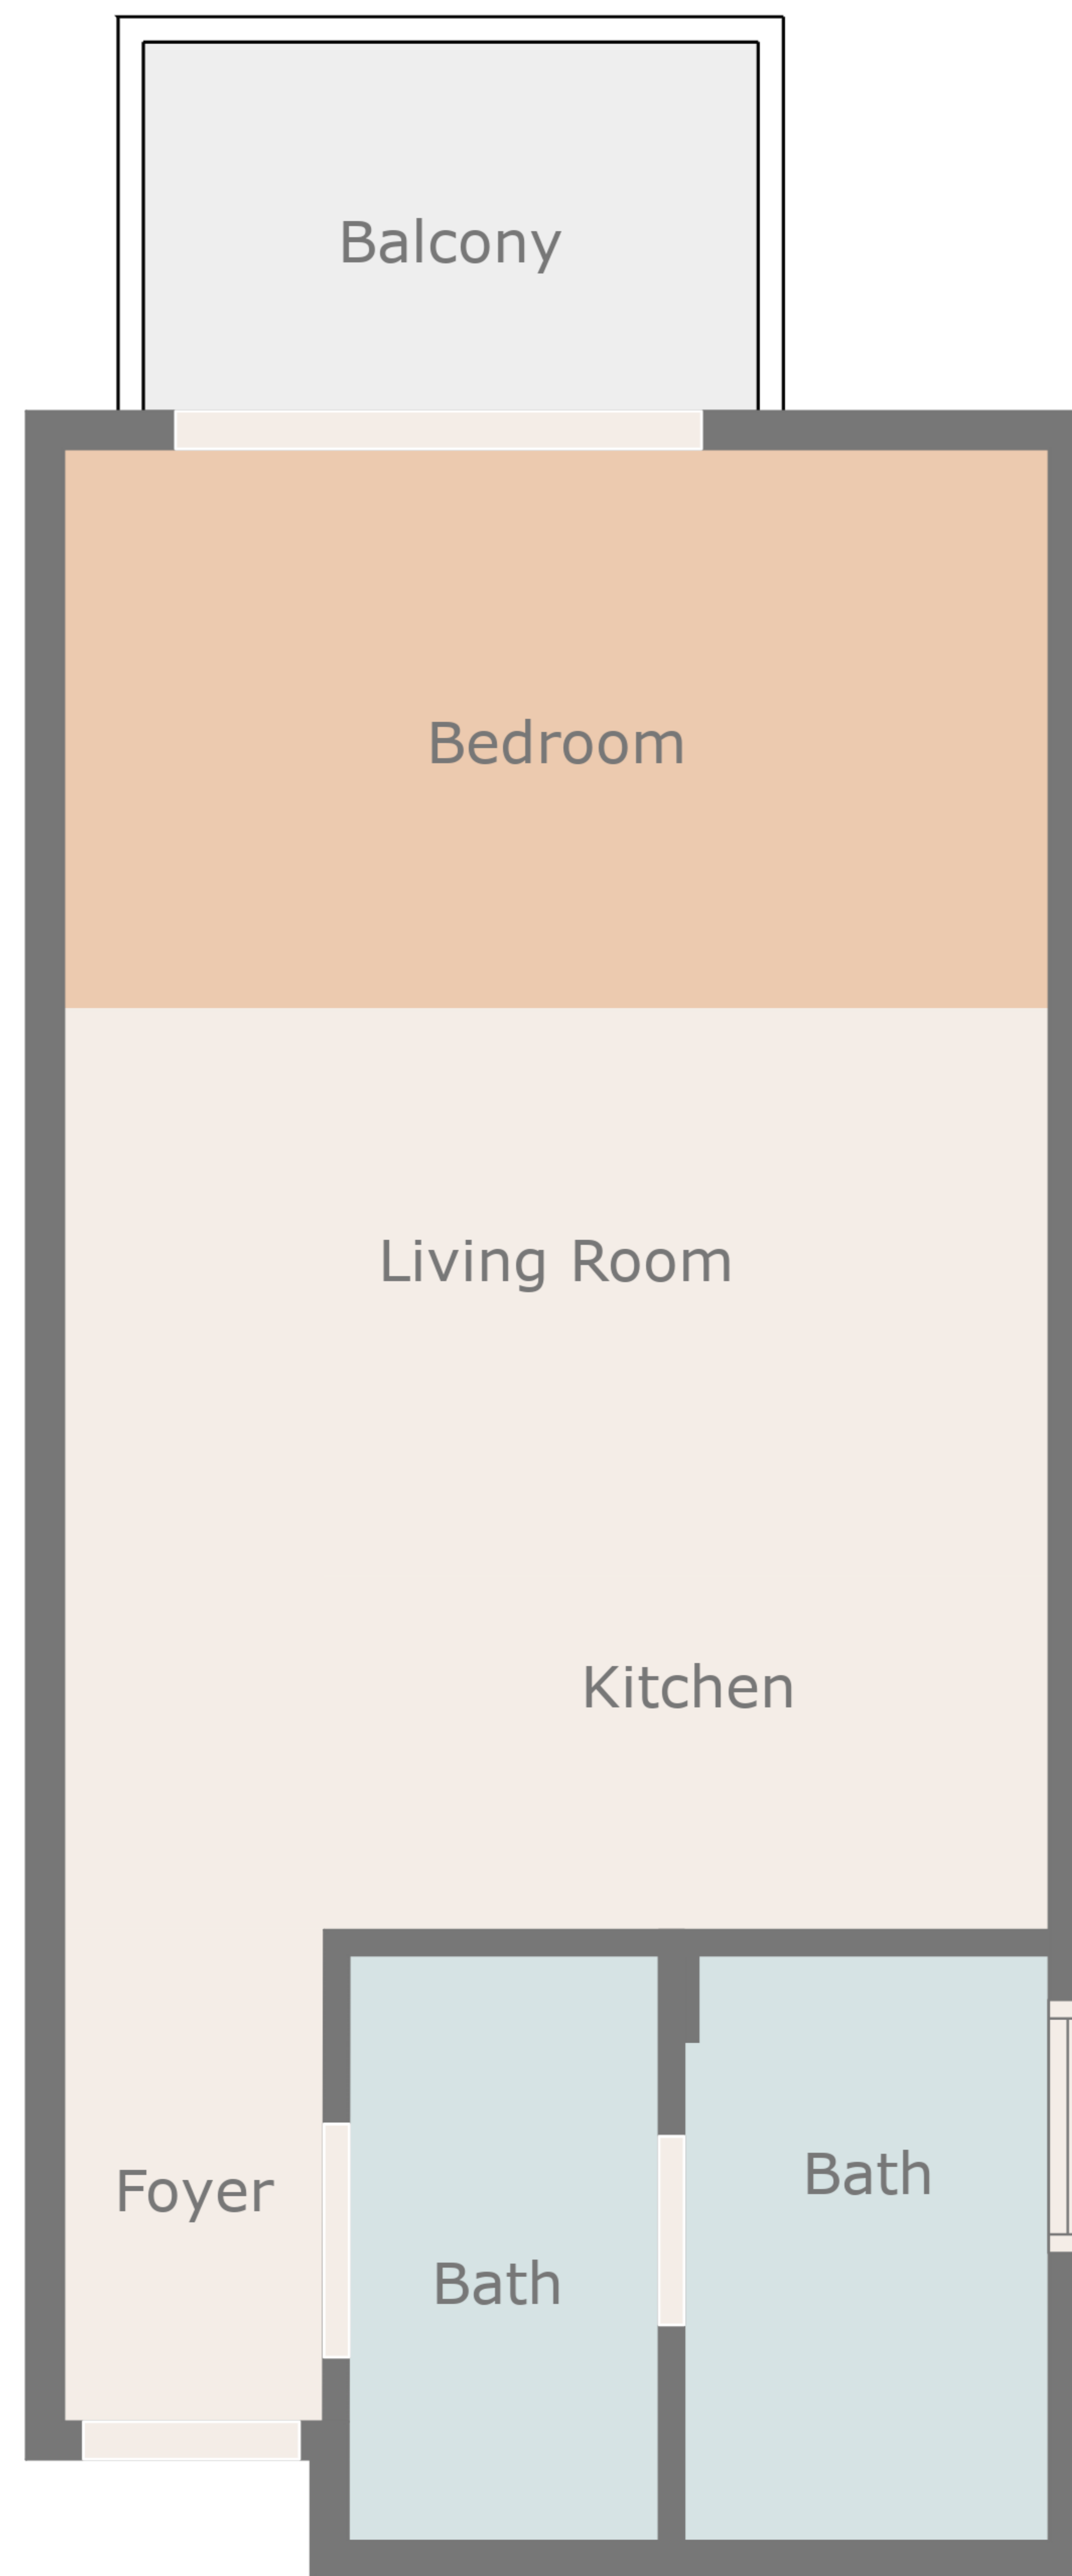 Balcony
Bedroom
Living Room
Kitchen
Bath
Foyer
Bath